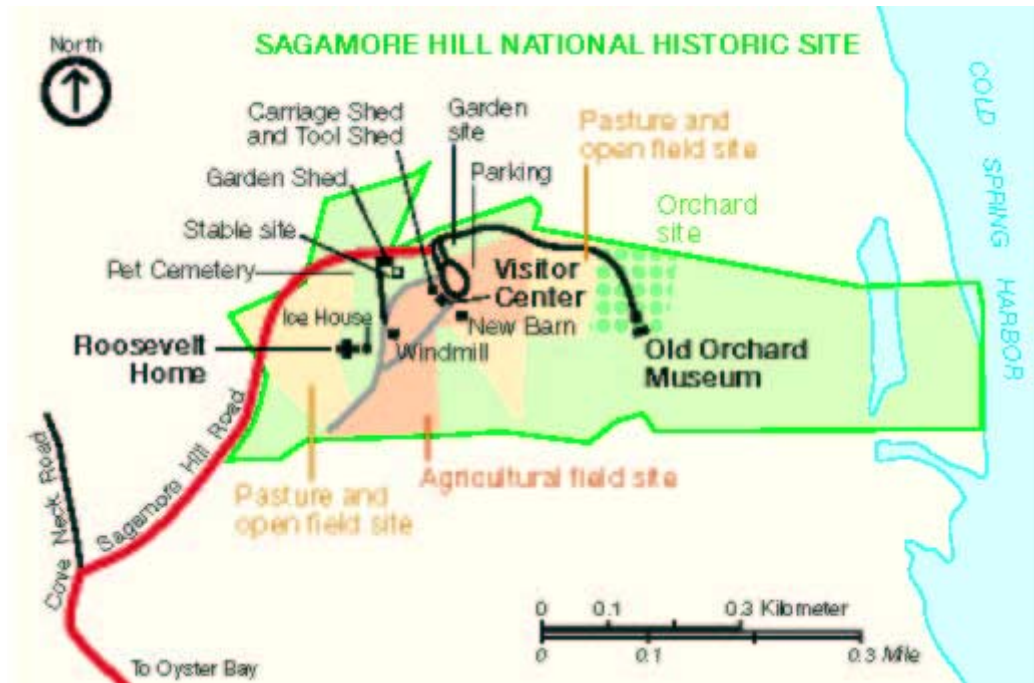 North
SAGAMORE HILL NATIONAL HISTORIC SITE
Carriage Shed
and Tool Shed
Garden
site
Pasture and
open field site
Garden Shed
Parking
Stable site
Orchard
site
Pet Cemetery
Visitor
Center
Ice House
New Barn
Roosevelt
Home
Windmill
Old Orchard
Museum
COLD SPRING HARBOR
Sagamore Hill Road
Cove Neck Road
Pasture and
open field site
Agricultural field site
To Oyster Bay
0 0.1 0.3 Kilometer
0 0.1 0.3 Mile